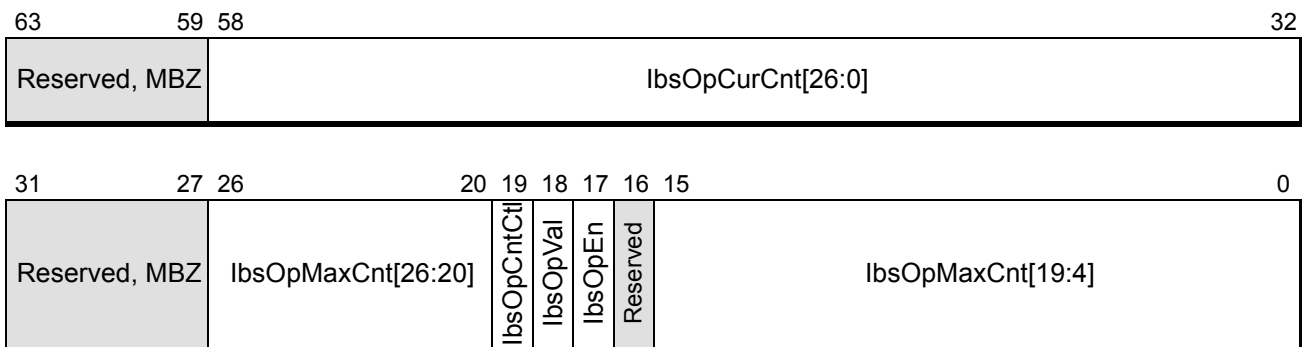 63 59 58 32
Reserved, MBZ IbsOpCurCnt[26:0]
31 27 26 20 19 18 17 16 15 0
Reserved, MBZ IbsOpMaxCnt[26:20] IbsOpCntCtl IbsOpVal IbsOpEn Reserved IbsOpMaxCnt[19:4]